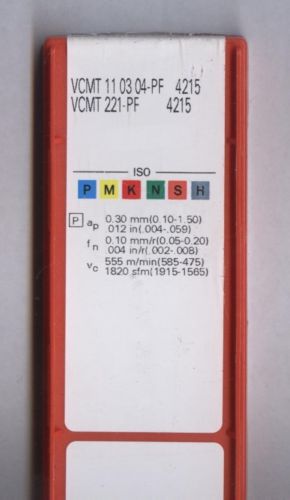 VCMT 11 03 04-PF 4215
VCMT 221-PF 4215
ISO
P M K N S H
P ap 0.30 mm(0.10-1.50)
.012 in(.004-.059)
fn 0.10 mm/r(0.05-0.20)
.004 in/r(.002-.008)
vc 555 m/min(585-475)
1820 sfm(1915-1565)